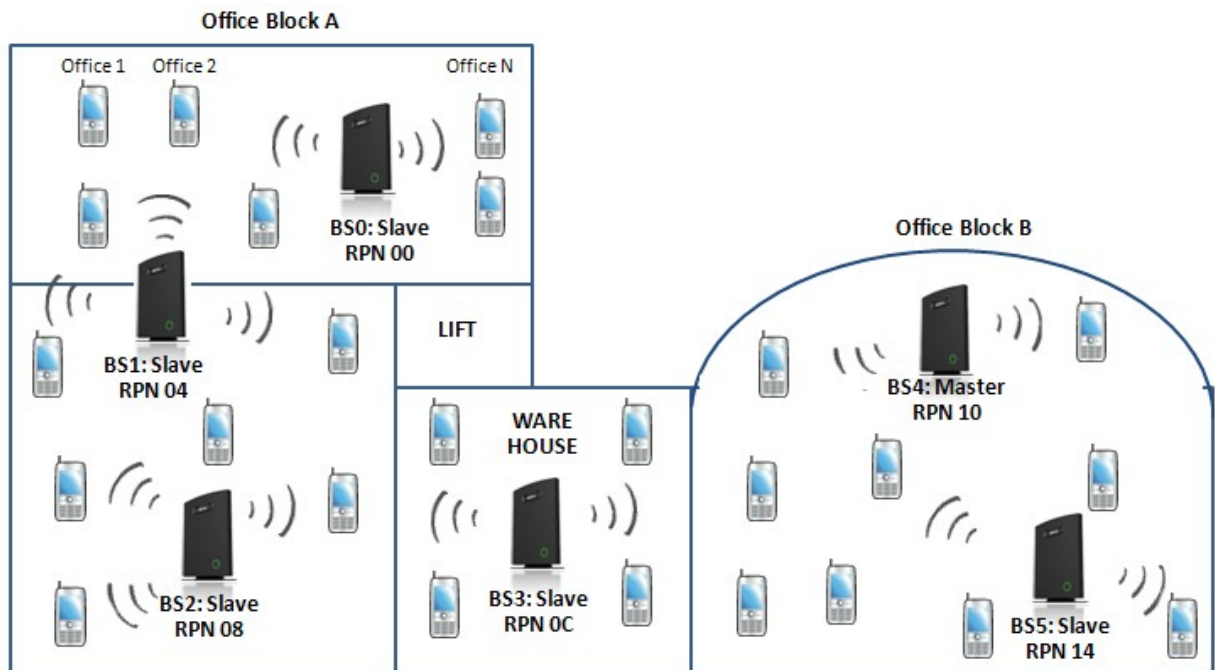 Office Block A
Office 1
Office 2
Office N
BS0: Slave
RPN 00
BS1: Slave
RPN 04
LIFT
WARE
HOUSE
BS2: Slave
RPN 08
BS3: Slave
RPN 0C
Office Block B
BS4: Master
RPN 10
BS5: Slave
RPN 14